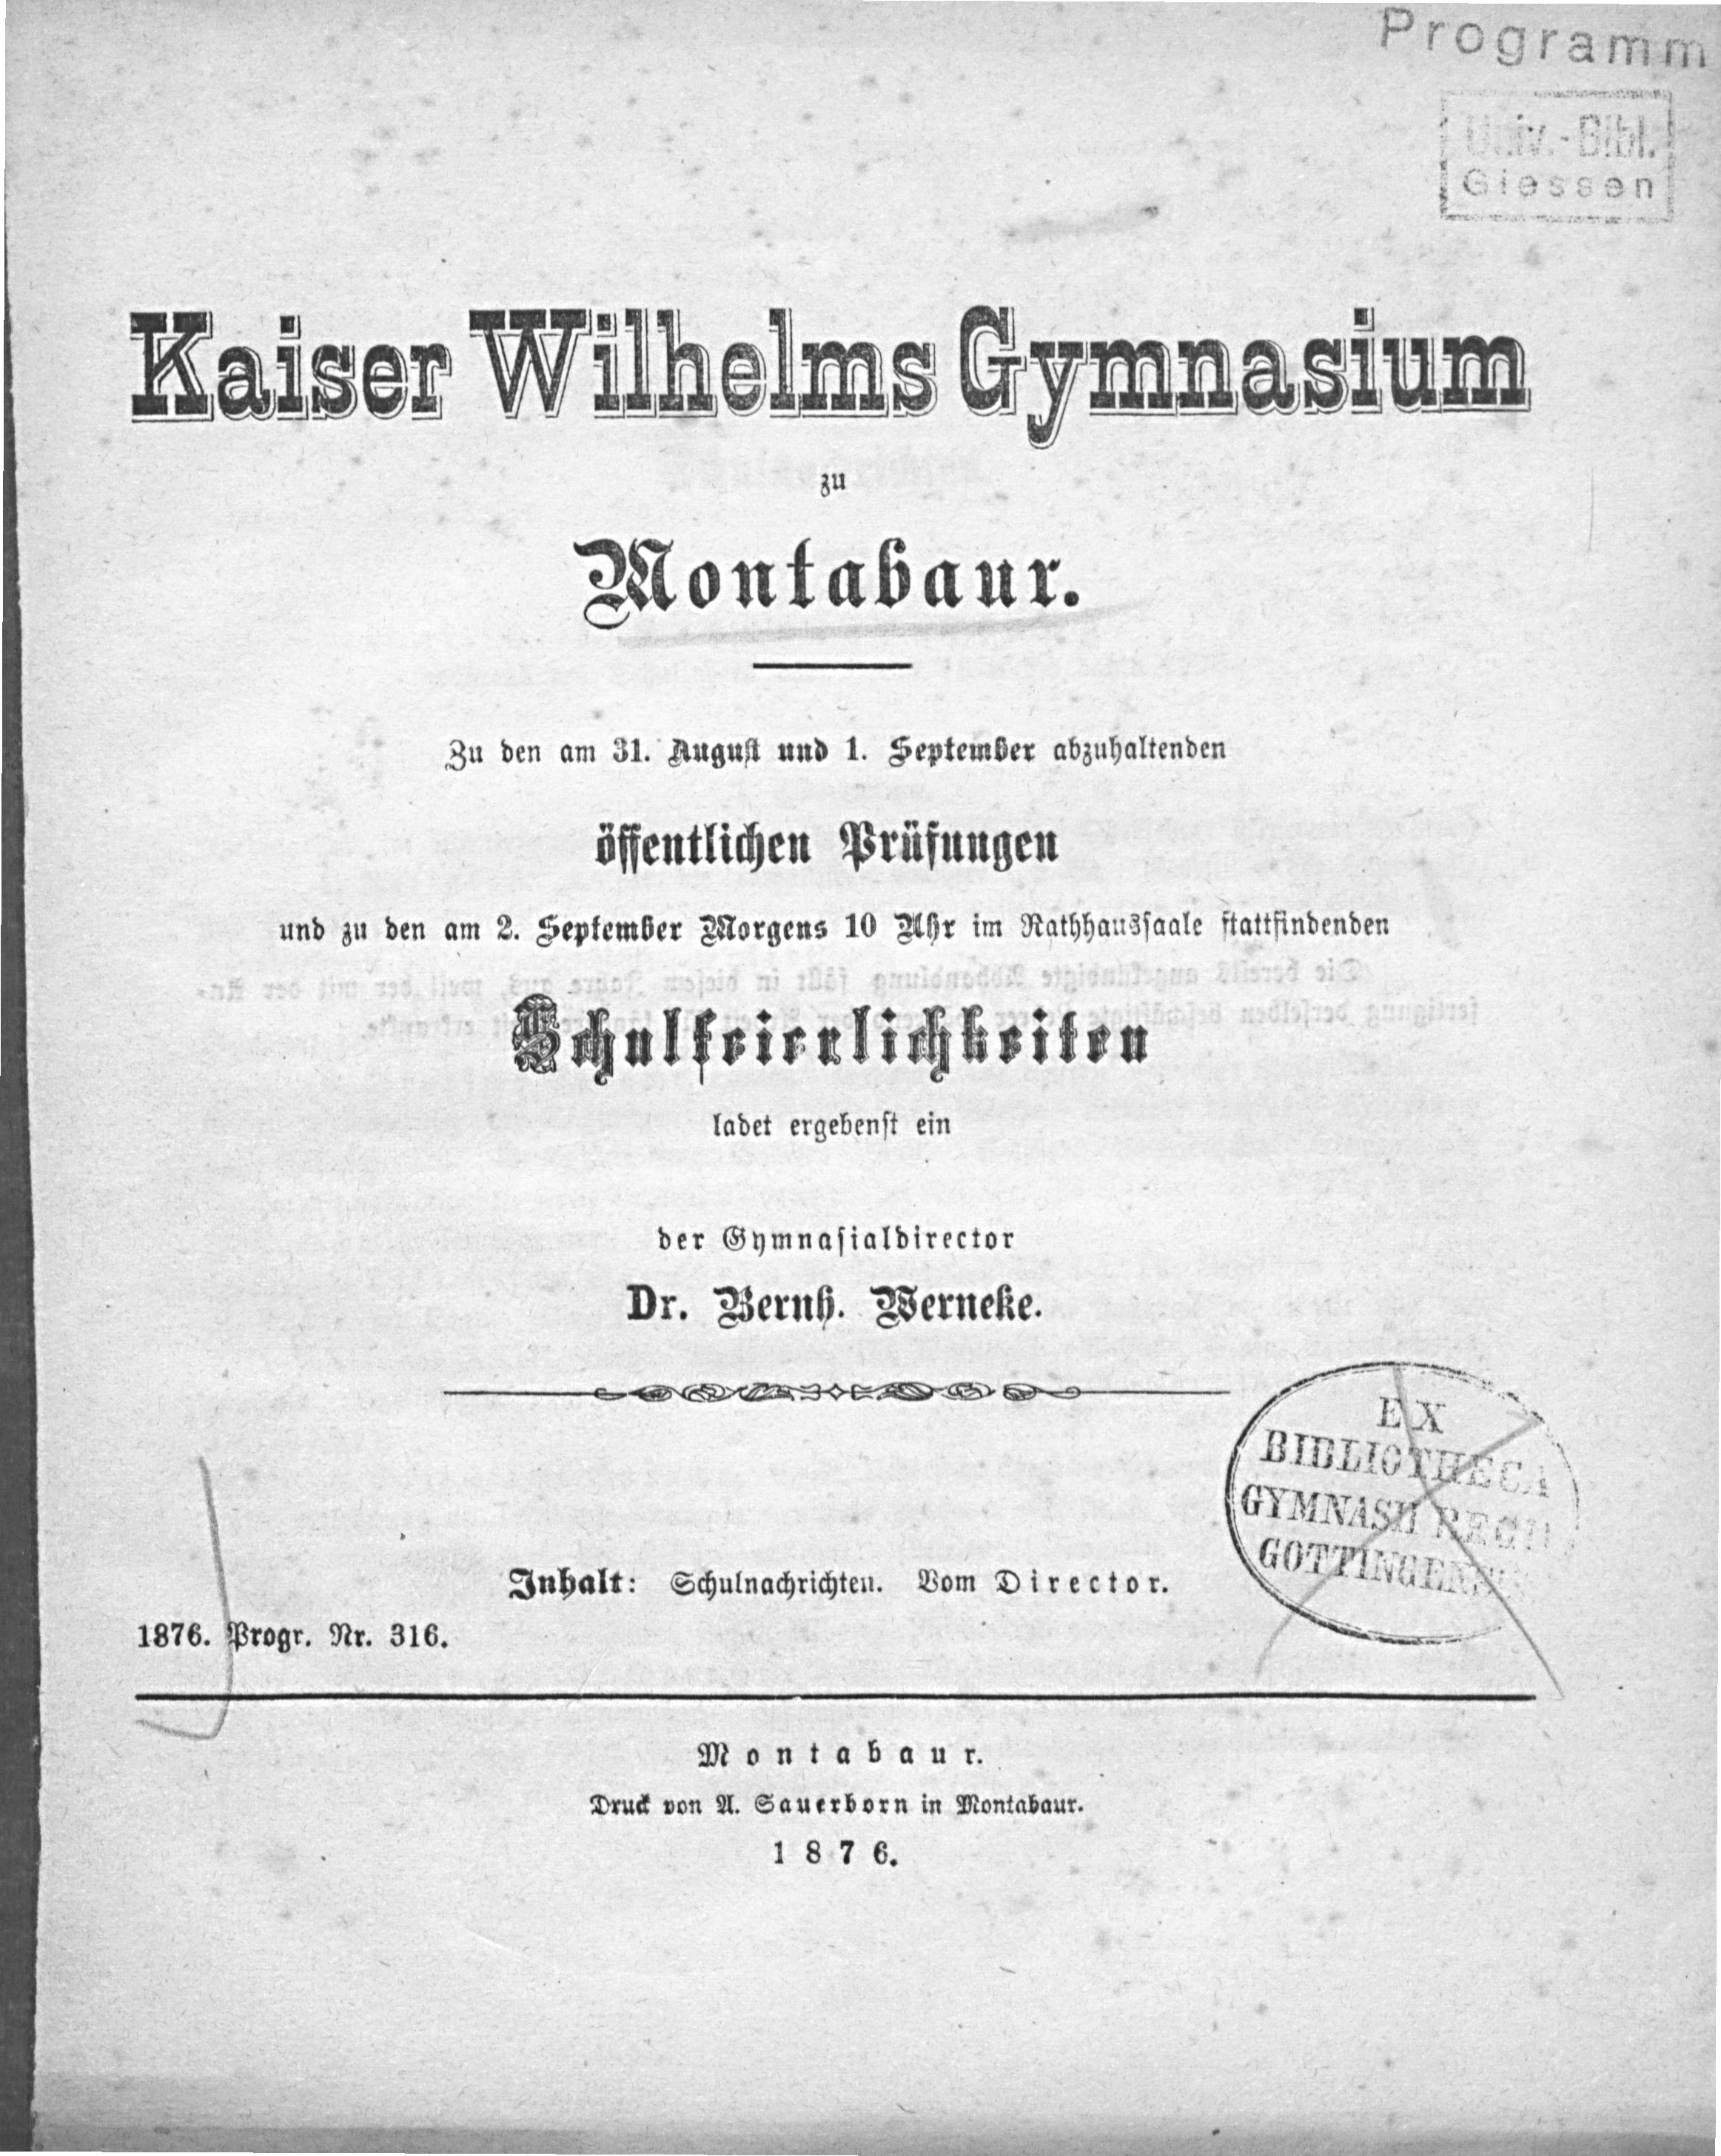 Programm
Univ.-Bibl.
Giessen
Kaiser Wilhelms Gymnasium
zu
Montabaur.
Zu den am 31. August und 1. September abzuhaltenden
öffentlichen Prüfungen
und zu den am 2. September Morgens 10 Uhr im Rathhaussaale stattfindenden
Schulfeierlichkeiten
ladet ergebenst ein
der Gymnasialdirector
Dr. Bernh. Werneke.
EX
BIBLIOTHECA
GYMNASII REGII
GOTTINGENSIS
Inhalt: Schulnachrichten. Vom Director.
1876. Progr. Nr. 316.
Montabaur.
Druck von A. Sauerborn in Montabaur.
1876.